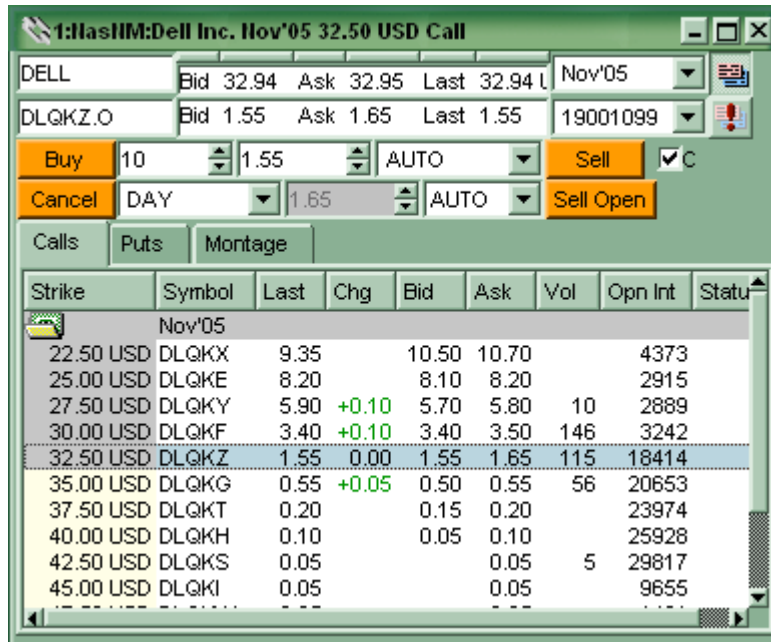 1:NasNM:Dell Inc. Nov'05 32.50 USD Call
DELL Bid 32.94 Ask 32.95 Last 32.94 Nov'05
DLQKZ.O Bid 1.55 Ask 1.65 Last 1.55 19001099
Buy 10 1.55 AUTO Sell C
Cancel DAY 1.65 AUTO Sell Open
Calls Puts Montage
Strike Symbol Last Chg Bid Ask Vol Opn Int Statu
Nov'05
22.50 USD DLQKX 9.35 10.50 10.70 4373
25.00 USD DLQKE 8.20 8.10 8.20 2915
27.50 USD DLQKY 5.90 +0.10 5.70 5.80 10 2889
30.00 USD DLQKF 3.40 +0.10 3.40 3.50 146 3242
32.50 USD DLQKZ 1.55 0.00 1.55 1.65 115 18414
35.00 USD DLQKG 0.55 +0.05 0.50 0.55 56 20653
37.50 USD DLQKT 0.20 0.15 0.20 23974
40.00 USD DLQKH 0.10 0.05 0.10 25928
42.50 USD DLQKS 0.05 0.05 5 29817
45.00 USD DLQKI 0.05 0.05 9655